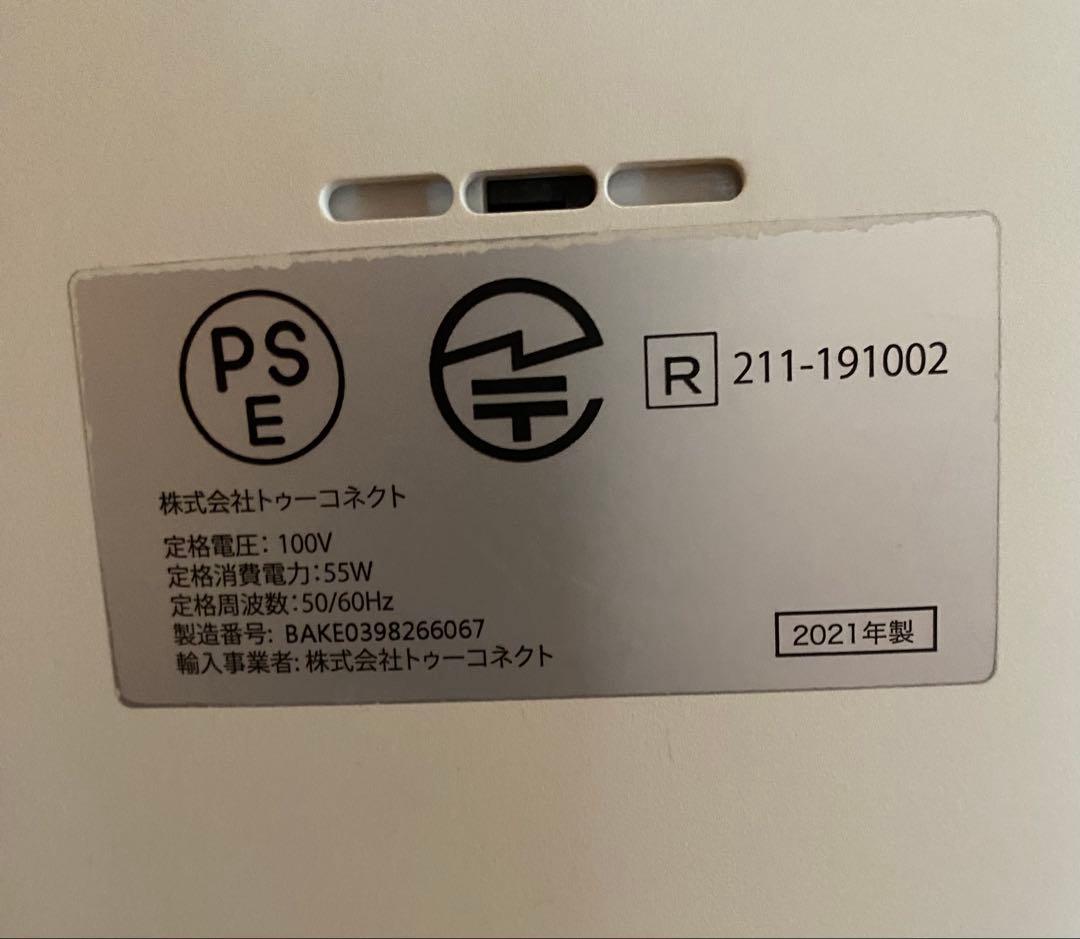 PS
E
R 211-191002
株式会社トゥーコネクト
定格電圧: 100V
定格消費電力:55W
定格周波数:50/60Hz
製造番号: BAKE0398266067
輸入事業者:株式会社トゥーコネクト
2021年製